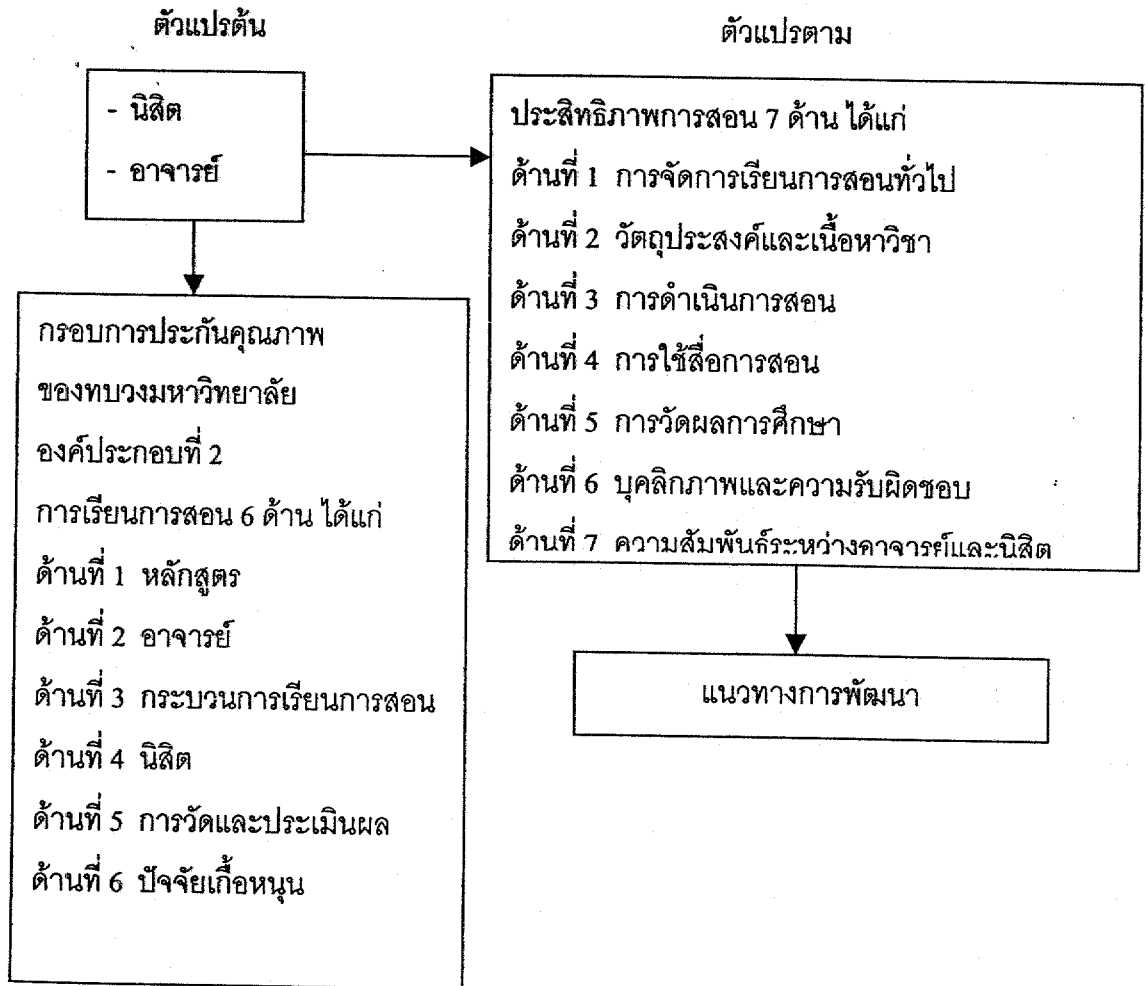 ตัวแปรต้น
- นิสิต
- อาจารย์
กรอบการประกันคุณภาพ
ของทบวงมหาวิทยาลัย
องค์ประกอบที่ 2
การเรียนการสอน 6 ด้าน ได้แก่
ด้านที่ 1 หลักสูตร
ด้านที่ 2 อาจารย์
ด้านที่ 3 กระบวนการเรียนการสอน
ด้านที่ 4 นิสิต
ด้านที่ 5 การวัดและประเมินผล
ด้านที่ 6 ปัจจัยเกื้อหนุน
ตัวแปรตาม
ประสิทธิภาพการสอน 7 ด้าน ได้แก่
ด้านที่ 1 การจัดการเรียนการสอนทั่วไป
ด้านที่ 2 วัตถุประสงค์และเนื้อหาวิชา
ด้านที่ 3 การดำเนินการสอน
ด้านที่ 4 การใช้สื่อการสอน
ด้านที่ 5 การวัดผลการศึกษา
ด้านที่ 6 บุคลิกภาพและความรับผิดชอบ
ด้านที่ 7 ความสัมพันธ์ระหว่างอาจารย์และนิสิต
แนวทางการพัฒนา